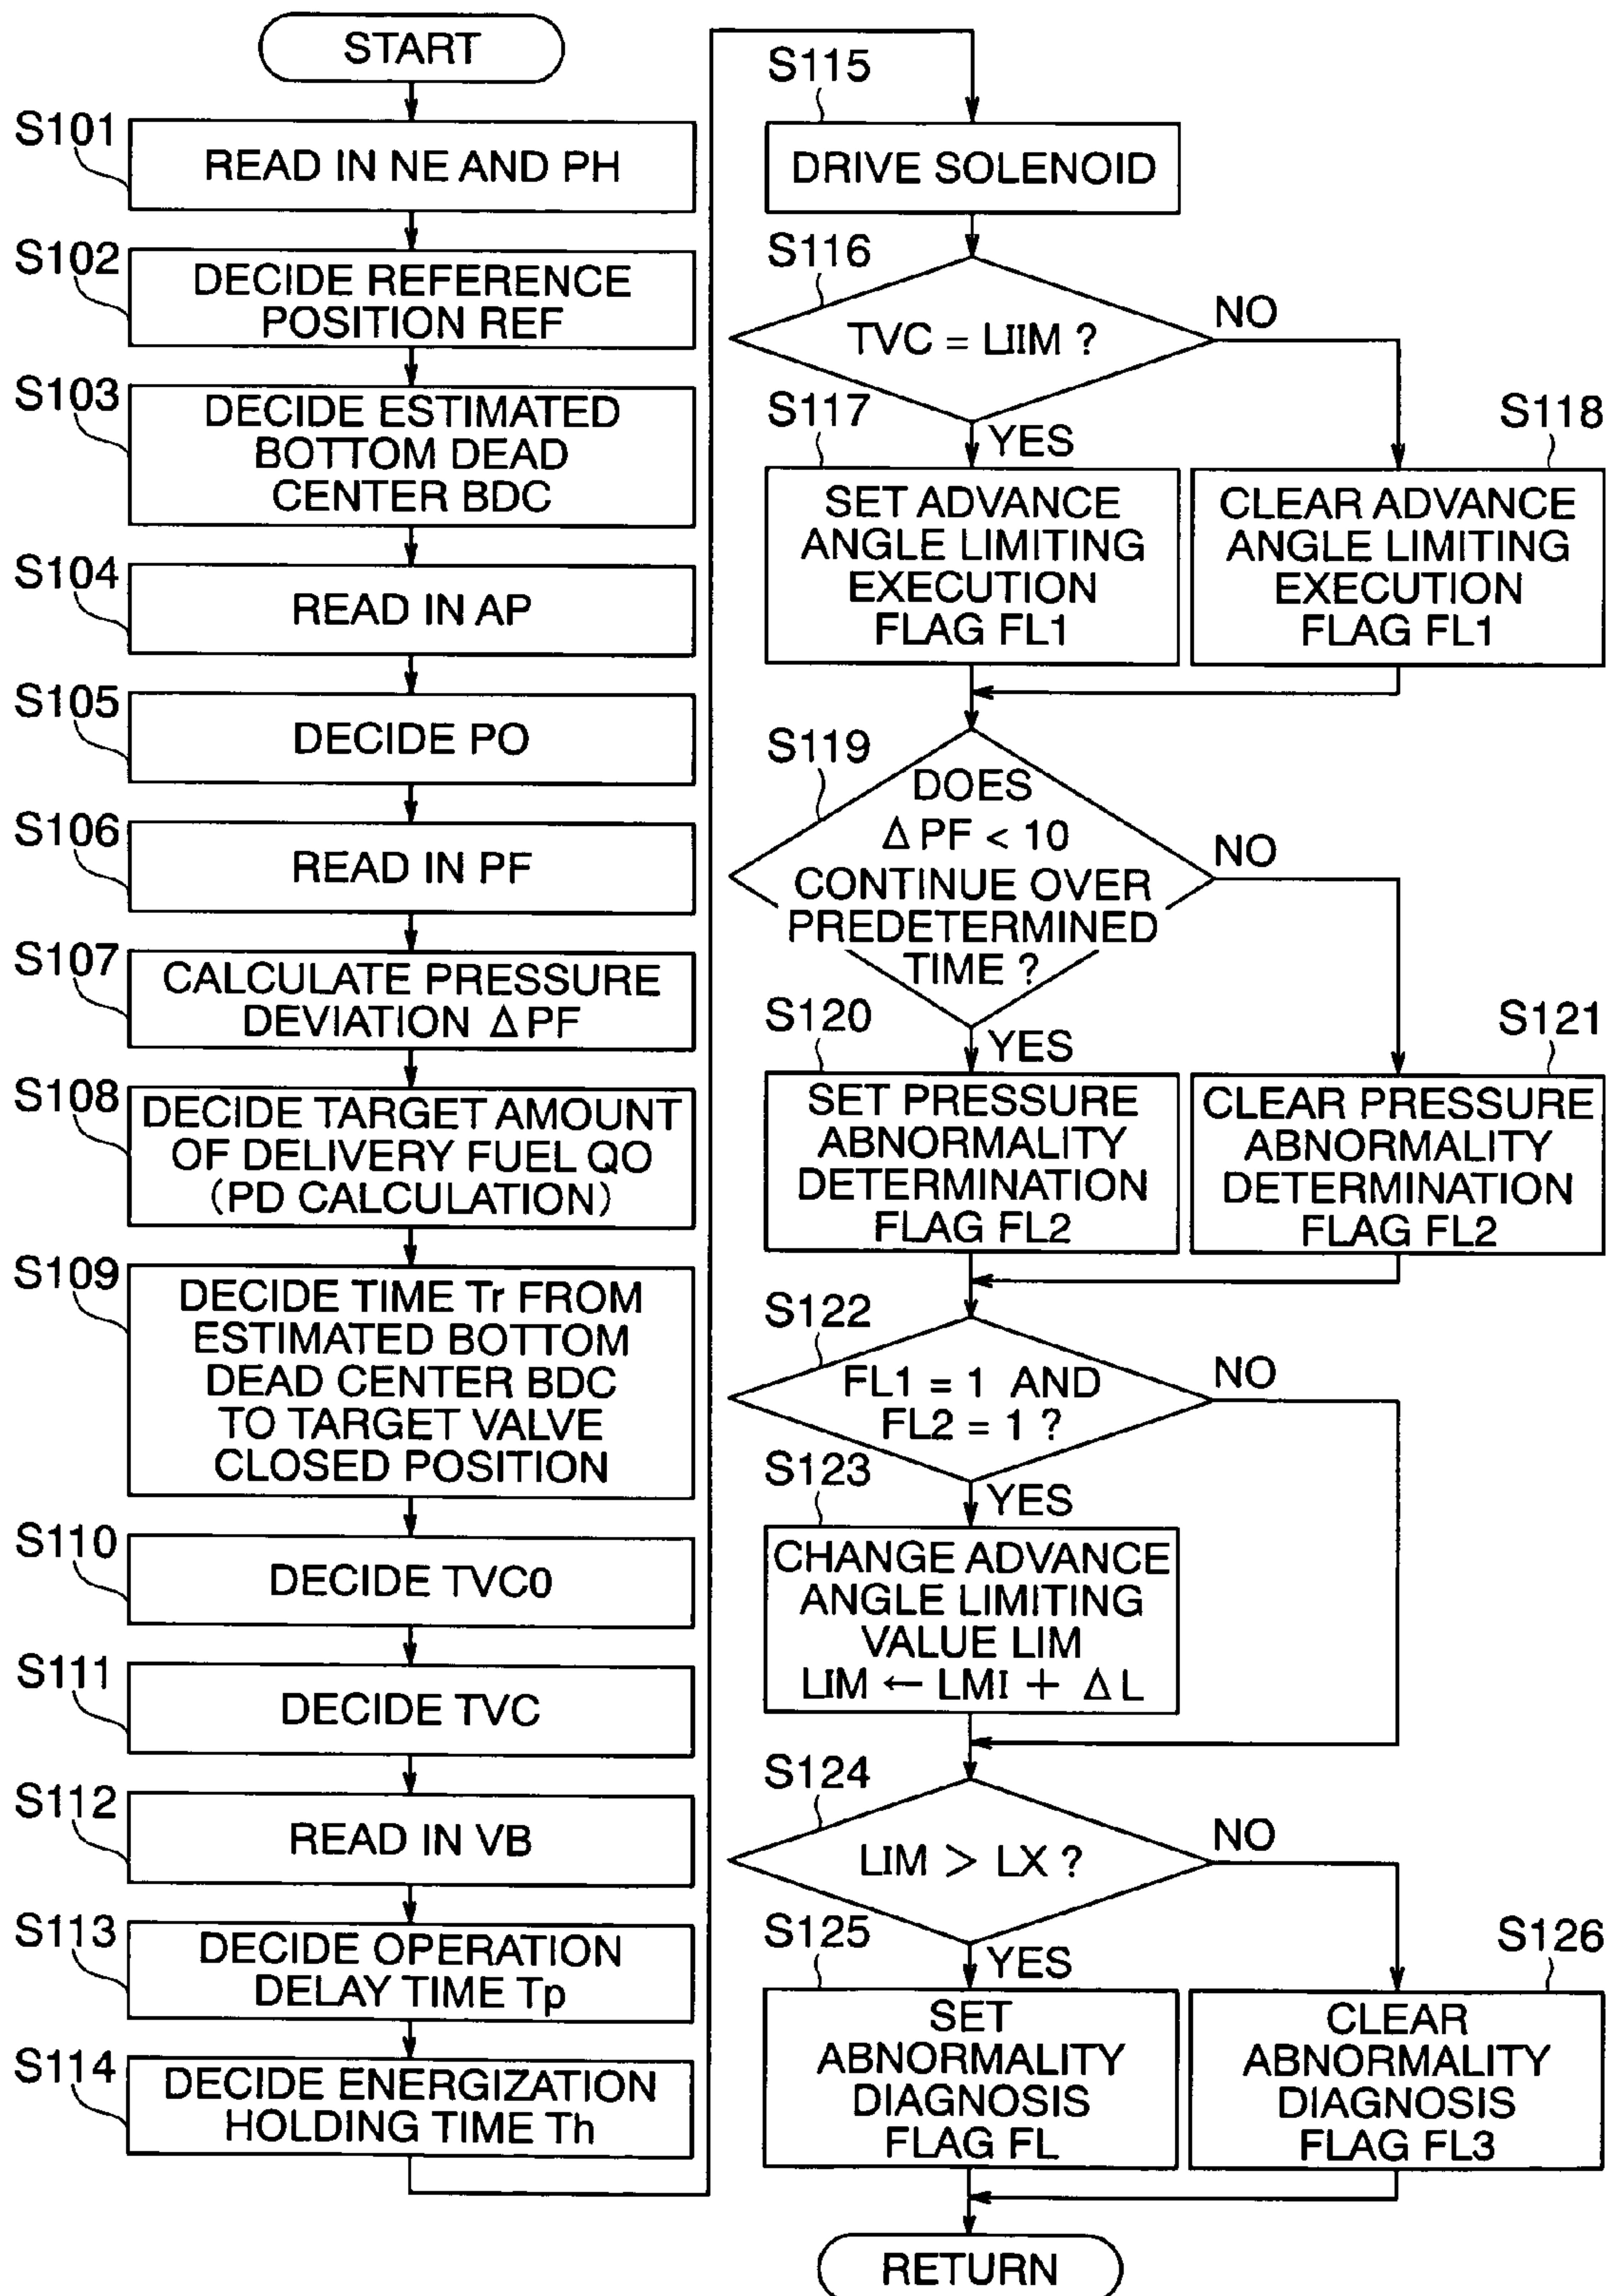 START
S101
READ IN NE AND PH
S102
DECIDE REFERENCE
POSITION REF
S103
DECIDE ESTIMATED
BOTTOM DEAD
CENTER BDC
S104
READ IN AP
S105
DECIDE PO
S106
READ IN PF
S107
CALCULATE PRESSURE
DEVIATION Δ PF
S108
DECIDE TARGET AMOUNT
OF DELIVERY FUEL QO
(PD CALCULATION)
S109
DECIDE TIME Tr FROM
ESTIMATED BOTTOM
DEAD CENTER BDC
TO TARGET VALVE
CLOSED POSITION
S110
DECIDE TVC0
S111
DECIDE TVC
S112
READ IN VB
S113
DECIDE OPERATION
DELAY TIME Tp
S114
DECIDE ENERGIZATION
HOLDING TIME Th
S115
DRIVE SOLENOID
S116
TVC = LIIM ?
NO
YES
S117
SET ADVANCE
ANGLE LIMITING
EXECUTION
FLAG FL1
S118
CLEAR ADVANCE
ANGLE LIMITING
EXECUTION
FLAG FL1
S119
DOES
Δ PF < 10
CONTINUE OVER
PREDETERMINED
TIME ?
NO
YES
S120
SET PRESSURE
ABNORMALITY
DETERMINATION
FLAG FL2
S121
CLEAR PRESSURE
ABNORMALITY
DETERMINATION
FLAG FL2
S122
FL1 = 1 AND
FL2 = 1 ?
NO
YES
S123
CHANGE ADVANCE
ANGLE LIMITING
VALUE LIM
LIM ← LMI + Δ L
S124
LIM > LX ?
NO
YES
S125
SET
ABNORMALITY
DIAGNOSIS
FLAG FL
S126
CLEAR
ABNORMALITY
DIAGNOSIS
FLAG FL3
RETURN